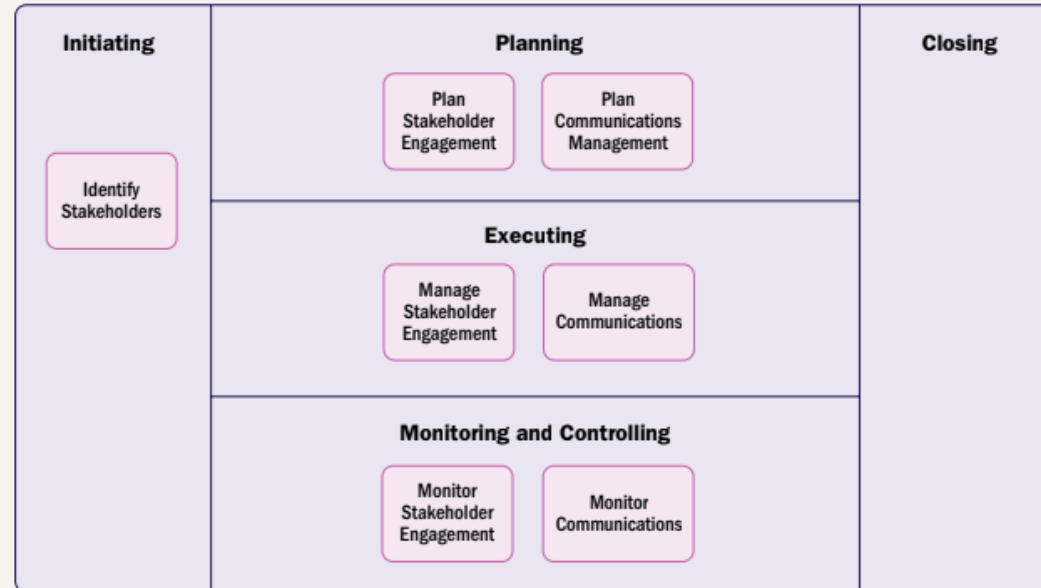 Initiating
Identify
Stakeholders
Planning
Plan
Stakeholder
Engagement
Plan
Communications
Management
Executing
Manage
Stakeholder
Engagement
Manage
Communications
Monitoring and Controlling
Monitor
Stakeholder
Engagement
Monitor
Communications
Closing